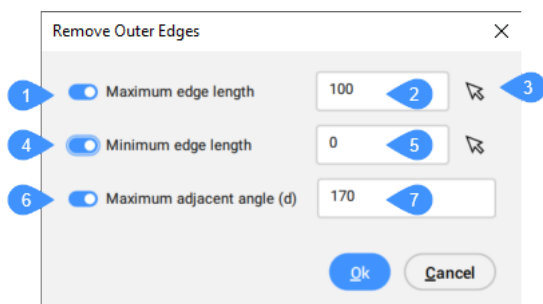 Remove Outer Edges
1 Maximum edge length 100 2 3
4 Minimum edge length 0 5
6 Maximum adjacent angle (d) 170 7
Ok Cancel